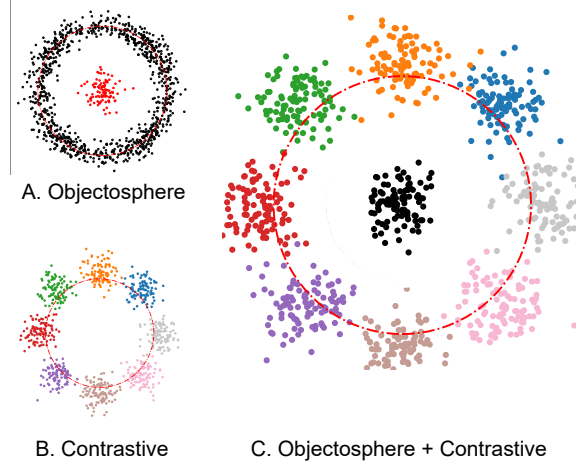 A. Objectosphere
B. Contrastive
C. Objectosphere + Contrastive